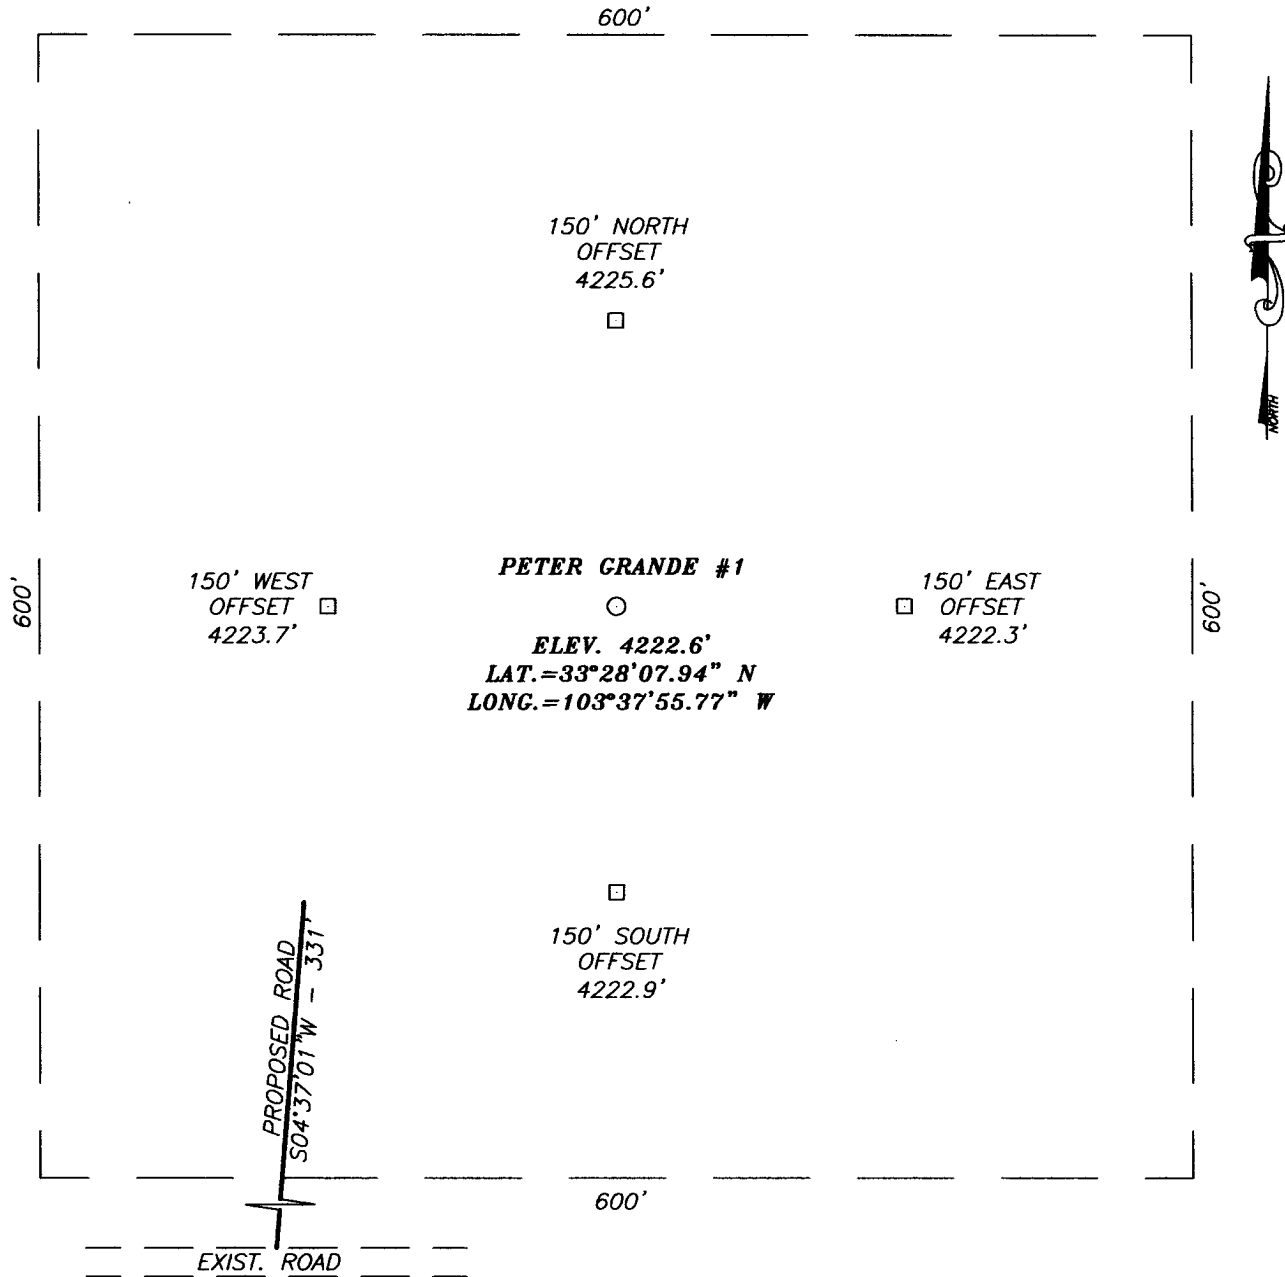 600'
150' NORTH
OFFSET
4225.6'
NORTH
600'
150' WEST
OFFSET
4223.7'
PETER GRANDE #1
ELEV. 4222.6'
LAT.=33°28'07.94" N
LONG.=103°37'55.77" W
150' EAST
OFFSET
4222.3'
600'
150' SOUTH
OFFSET
4222.9'
PROPOSED ROAD
S04°37'01"W - 331'
600'
EXIST. ROAD